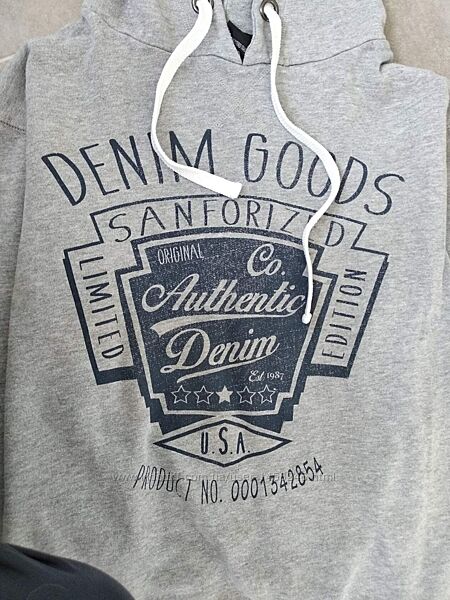 DENIM GOODS
SANFORIZED
LIMITED
EDITION
ORIGINAL
Co.
Authentic
Denim
Est 1987
U.S.A.
PRODUCT NO. 0001342854